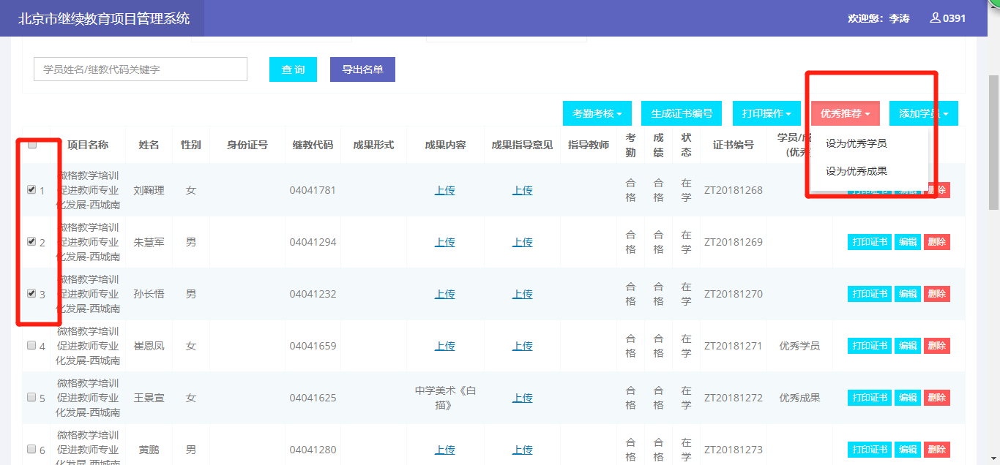 北京市继续教育项目管理系统
欢迎您：李涛 0391
学员姓名/继教代码关键字 查 询 导出名单
考勤考核 生成证书编号 打印操作 优秀推荐 添加学员
设为优秀学员
设为优秀成果
项目名称 姓名 性别 身份证号 继教代码 成果形式 成果内容 成果指导意见 指导教师 考勤 成绩 状态 证书编号 学员/成
(优秀
1 微格教学培训 刘鞠理 女 04041781 上传 上传 合格 合格 在学 ZT20181268 打印证书 编辑 删除
促进教师专业
化发展-西城南
2 微格教学培训 朱慧军 男 04041294 上传 上传 合格 合格 在学 ZT20181269 打印证书 编辑 删除
促进教师专业
化发展-西城南
3 微格教学培训 孙长悟 男 04041232 上传 上传 合格 合格 在学 ZT20181270 打印证书 编辑 删除
促进教师专业
化发展-西城南
4 微格教学培训 崔恩凤 女 04041659 上传 上传 合格 合格 在学 ZT20181271 优秀学员 打印证书 编辑 删除
促进教师专业
化发展-西城南
5 微格教学培训 王景宣 女 04041625 中学美术《白描》 上传 合格 合格 在学 ZT20181272 优秀成果 打印证书 编辑 删除
促进教师专业
化发展-西城南
6 微格教学培训 黄鹏 男 04041280 上传 上传 合格 合格 在学 ZT20181273 打印证书 编辑 删除
促进教师专业
化发展-西城南